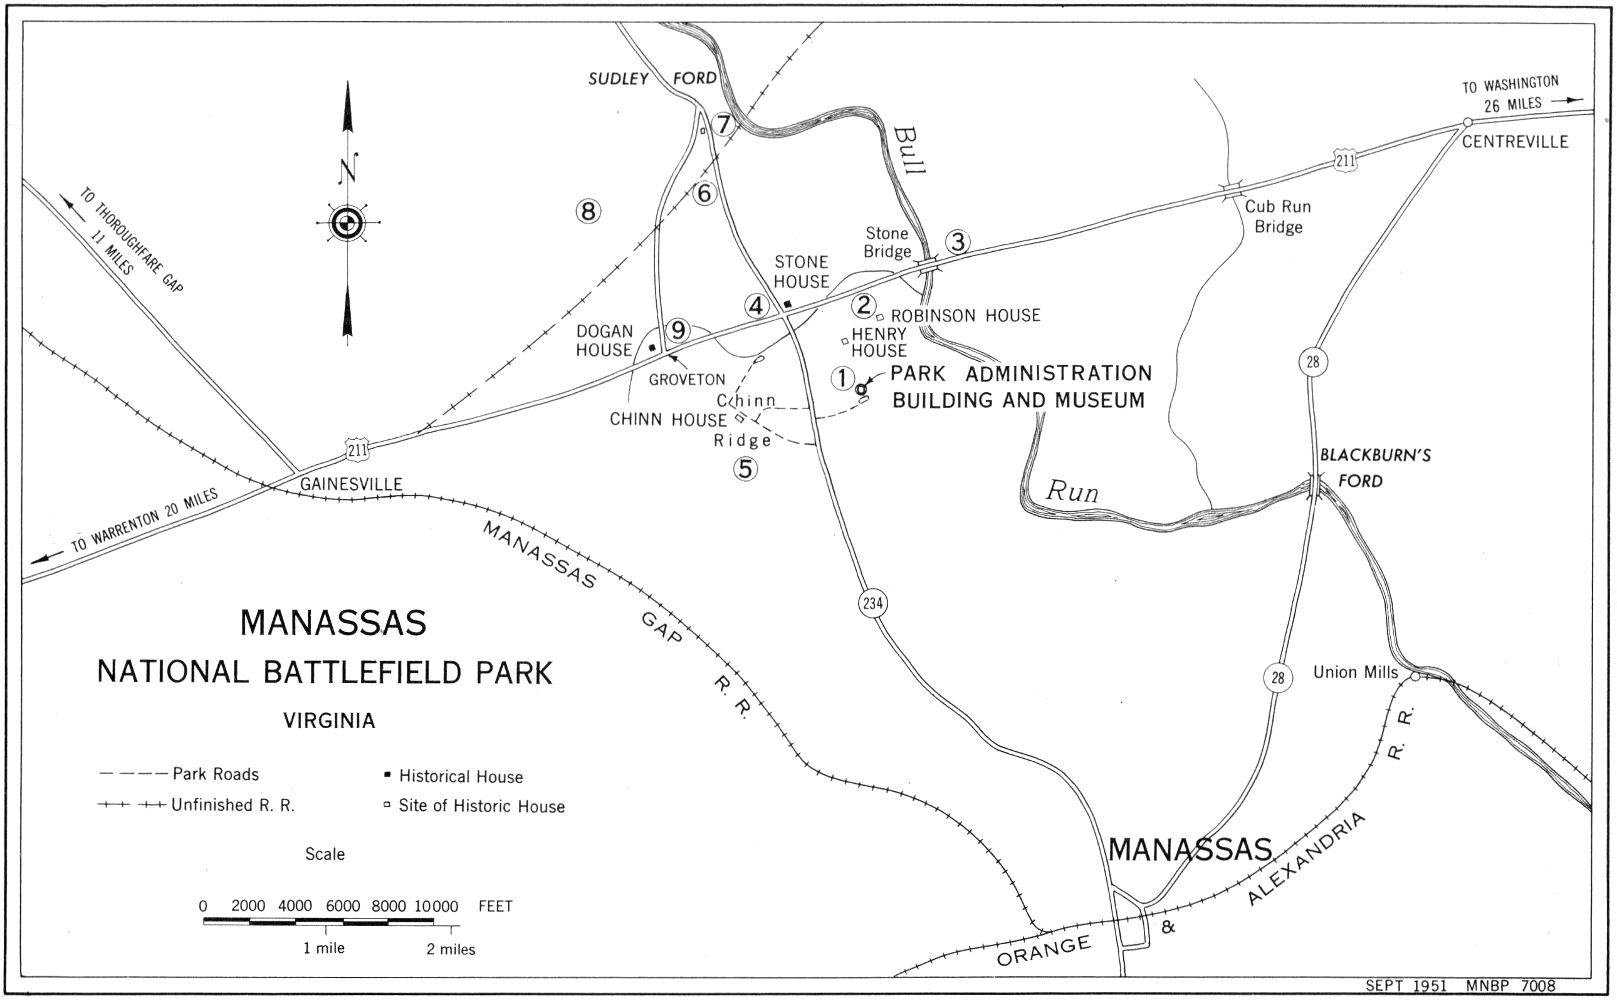 SUDLEY FORD
TO WASHINGTON
26 MILES
CENTREVILLE
211
Bull
7
6
8
TO THOROUGHFARE GAP
11 MILES
N
Cub Run
Bridge
Stone
Bridge
3
STONE
HOUSE
4
2
ROBINSON HOUSE
HENRY
HOUSE
DOGAN
HOUSE
9
GROVETON
1
PARK ADMINISTRATION
BUILDING AND MUSEUM
28
Chinn
CHINN HOUSE
Ridge
5
211
GAINESVILLE
BLACKBURN'S
FORD
Run
TO WARRENTON 20 MILES
MANASSAS GAP R. R.
234
MANASSAS
NATIONAL BATTLEFIELD PARK
VIRGINIA
28
Union Mills
Park Roads
Historical House
Unfinished R. R.
Site of Historic House
Scale
0 2000 4000 6000 8000 10000 FEET
1 mile 2 miles
MANASSAS
ORANGE & ALEXANDRIA R. R.
SEPT 1951 MNBP 7008